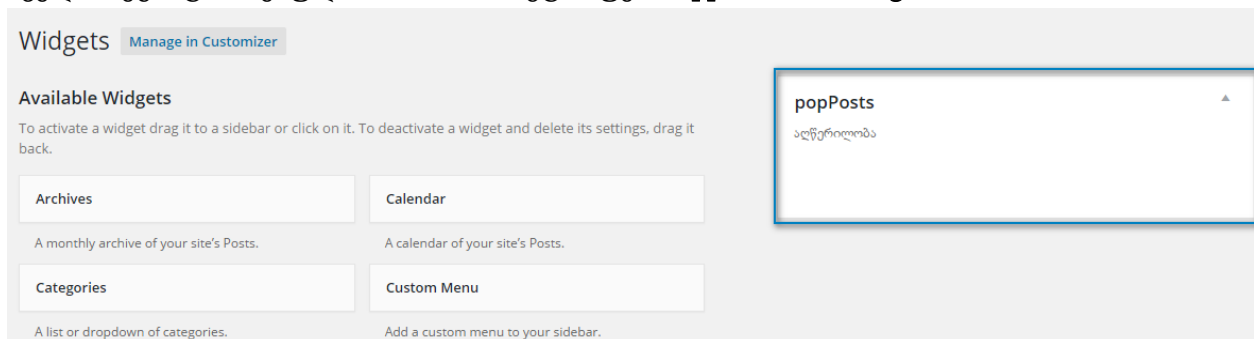 Widgets Manage in Customizer
Available Widgets
To activate a widget drag it to a sidebar or click on it. To deactivate a widget and delete its settings, drag it
back.
Archives
Calendar
A monthly archive of your site's Posts.
A calendar of your site's Posts.
Categories
Custom Menu
A list or dropdown of categories.
Add a custom menu to your sidebar.
popPosts
აღწერილობა